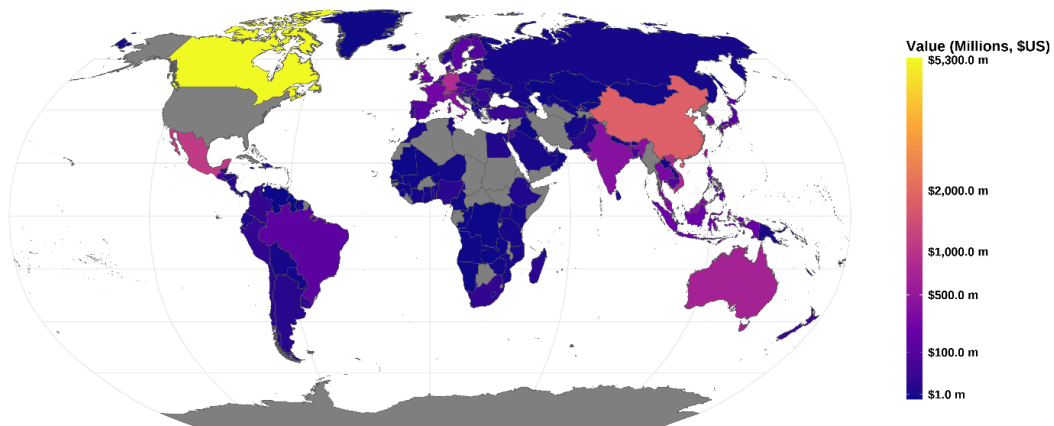 Value (Millions, $US)
$5,300.0 m
$2,000.0 m
$1,000.0 m
$500.0 m
$100.0 m
$1.0 m